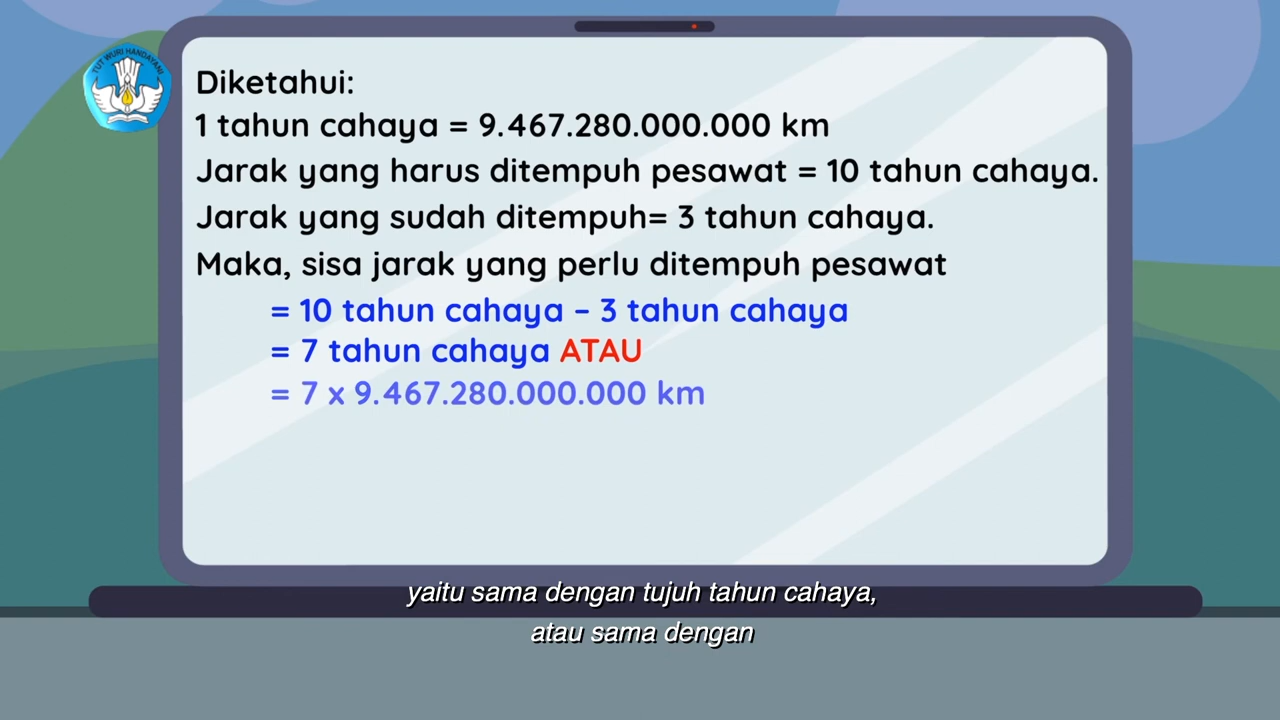 TUT WURI HANDAYANI
Diketahui:
1 tahun cahaya = 9.467.280.000.000 km
Jarak yang harus ditempuh pesawat = 10 tahun cahaya.
Jarak yang sudah ditempuh= 3 tahun cahaya.
Maka, sisa jarak yang perlu ditempuh pesawat
= 10 tahun cahaya – 3 tahun cahaya
= 7 tahun cahaya ATAU
= 7 x 9.467.280.000.000 km
yaitu sama dengan tujuh tahun cahaya,
atau sama dengan